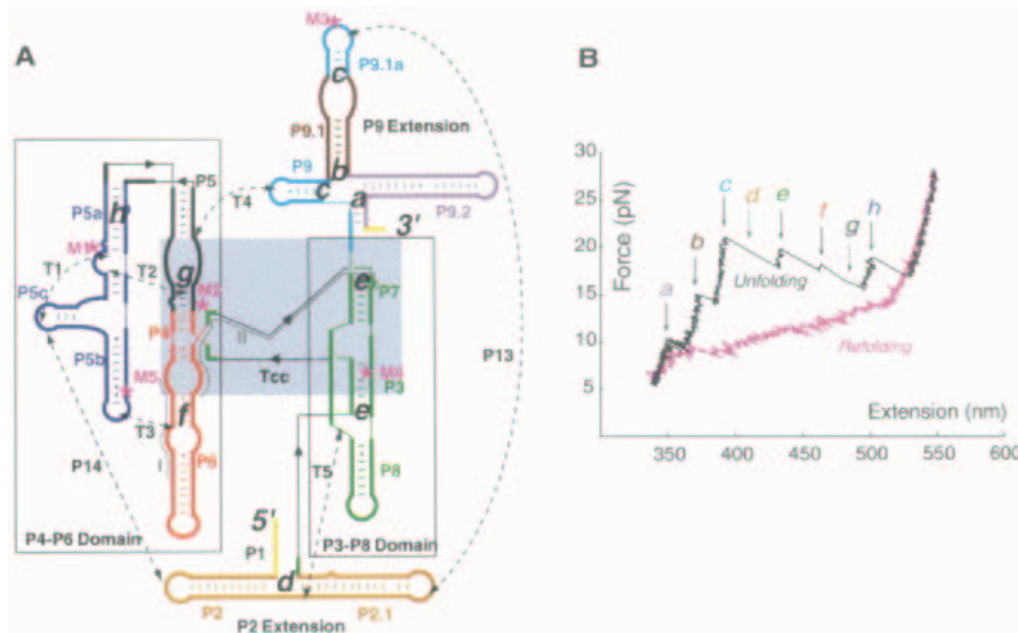 A
M3
c
P9.1a
P9.1
P9 Extension
P9
b
c
P9.2
a
3'
T4
P5
P5a
h
M1
T1
T2
P5c
g
M2
P4
e
P7
II
P13
P5b
Tcc
M4
P3
M5
e
T3
f
P14
I
P6
T5
P8
5'
P4-P6 Domain
P1
P3-P8 Domain
d
P2
P2.1
P2 Extension
B
Force (pN)
30
25
20
15
10
5
a
b
c
d
e
f
g
h
Unfolding
Refolding
Extension (nm)
350
400
450
500
550
600